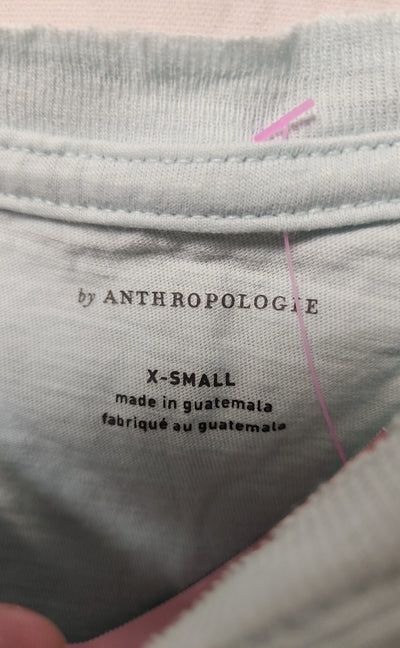 by ANTHROPOLOGIE
X-SMALL
made in guatemala
fabriqué au guatemala